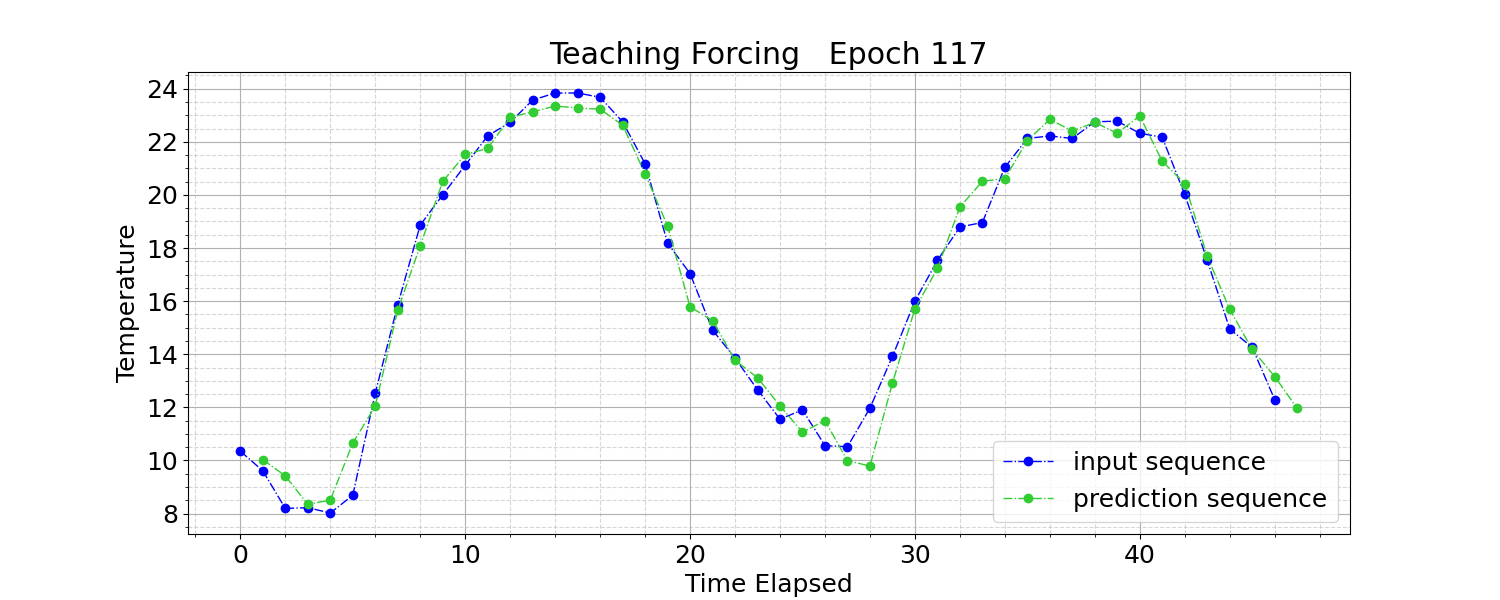 Teaching Forcing   Epoch 117
Temperature
24
22
20
18
16
14
12
10
8
input sequence
prediction sequence
0 10 20 30 40
Time Elapsed